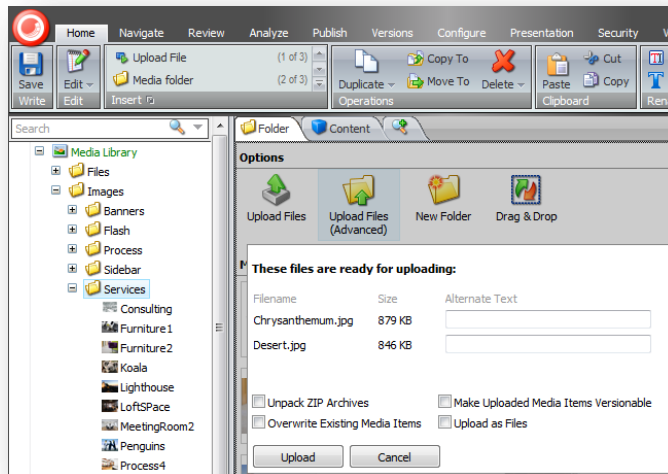 Home Navigate Review Analyze Publish Versions Configure Presentation Security
Save
Write
Edit
Edit
Upload File (1 of 3)
Media folder (2 of 3)
Insert
Duplicate
Copy To
Move To
Delete
Operations
Paste
Cut
Copy
Clipboard
Ren
Search
Folder Content
Media Library
Files
Images
Banners
Flash
Process
Sidebar
Services
Consulting
Furniture1
Furniture2
Koala
Lighthouse
LoftSPace
MeetingRoom2
Penguins
Process4
Options
Upload Files
Upload Files
(Advanced)
New Folder
Drag & Drop
These files are ready for uploading:
Filename Size Alternate Text
Chrysanthemum.jpg 879 KB
Desert.jpg 846 KB
Unpack ZIP Archives Make Uploaded Media Items Versionable
Overwrite Existing Media Items Upload as Files
Upload Cancel